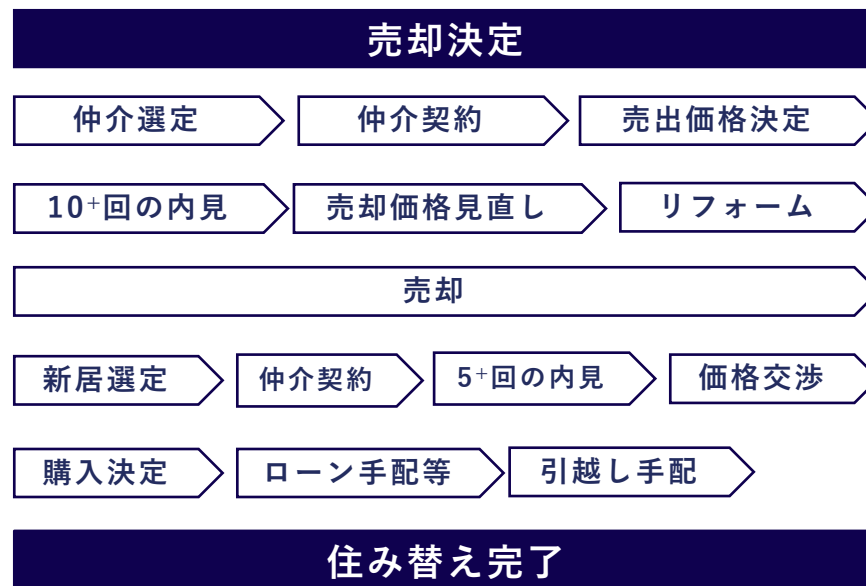 売却決定
仲介選定 仲介契約 売出価格決定
10⁺回の内見 売却価格見直し リフォーム
売却
新居選定 仲介契約 5⁺回の内見 価格交渉
購入決定 ローン手配等 引越し手配
住み替え完了